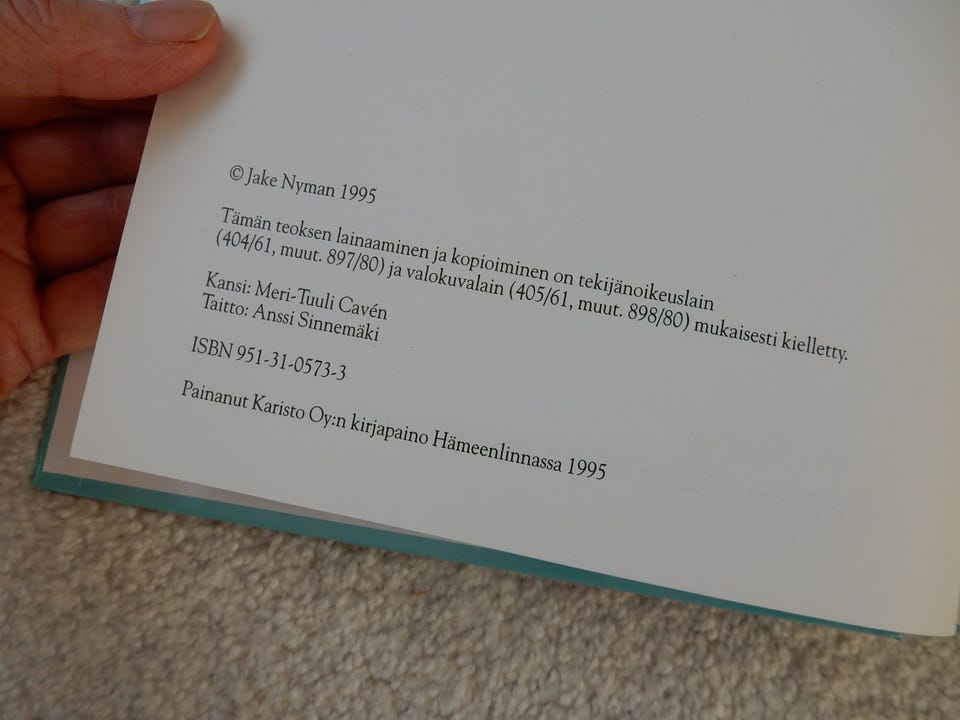 © Jake Nyman 1995
Tämän teoksen lainaaminen ja kopioiminen on tekijänoikeuslain
(404/61, muut. 897/80) ja valokuvalain (405/61, muut. 898/80) mukaisesti kielletty.
Kansi: Meri-Tuuli Cavén
Taitto: Anssi Sinnemäki
ISBN 951-31-0573-3
Painanut Karisto Oy:n kirjapaino Hämeenlinnassa 1995